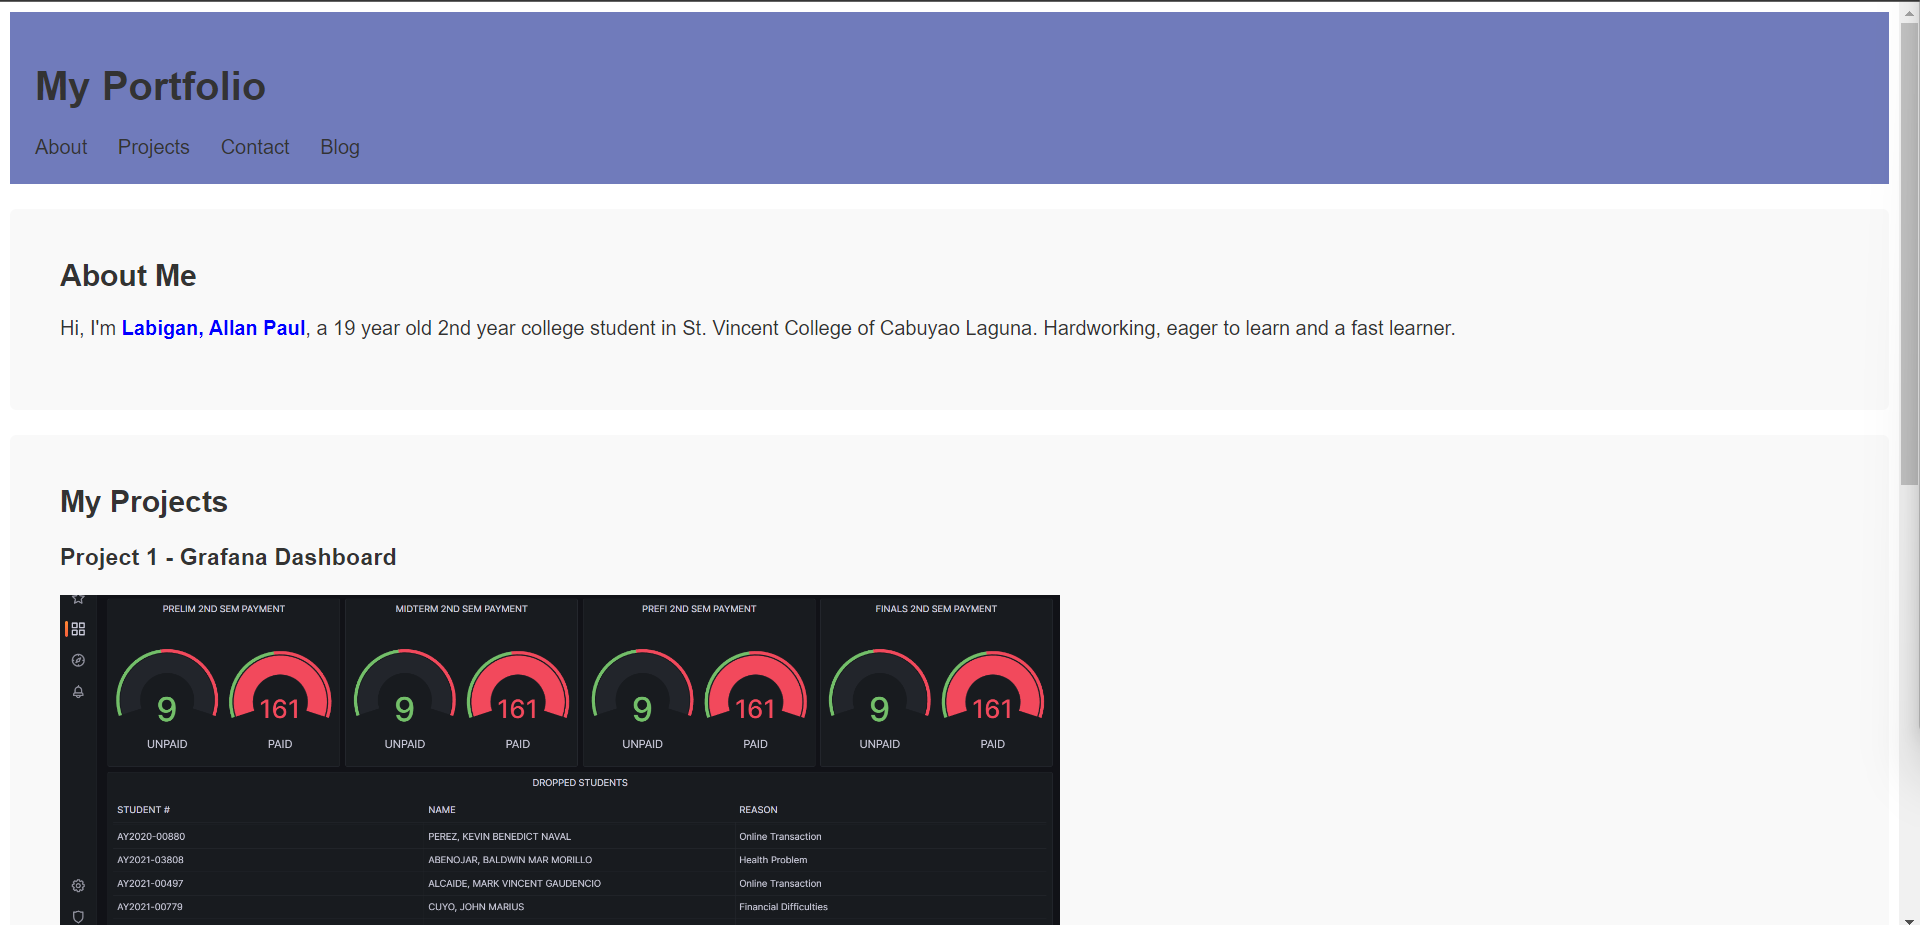 My Portfolio
About Projects Contact Blog
About Me
Hi, I'm Labigan, Allan Paul, a 19 year old 2nd year college student in St. Vincent College of Cabuyao Laguna. Hardworking, eager to learn and a fast learner.
My Projects
Project 1 - Grafana Dashboard
PRELIM 2ND SEM PAYMENT MIDTERM 2ND SEM PAYMENT PREFI 2ND SEM PAYMENT FINALS 2ND SEM PAYMENT
9 161 9 161 9 161 9 161
UNPAID PAID UNPAID PAID UNPAID PAID UNPAID PAID
DROPPED STUDENTS
STUDENT # NAME REASON
AY2020-00880 PEREZ, KEVIN BENEDICT NAVAL Online Transaction
AY2021-03808 ABENOJAR, BALDWIN MAR MORILLO Health Problem
AY2021-00497 ALCAIDE, MARK VINCENT GAUDENCIO Online Transaction
AY2021-00779 CUYO, JOHN MARIUS Financial Difficulties